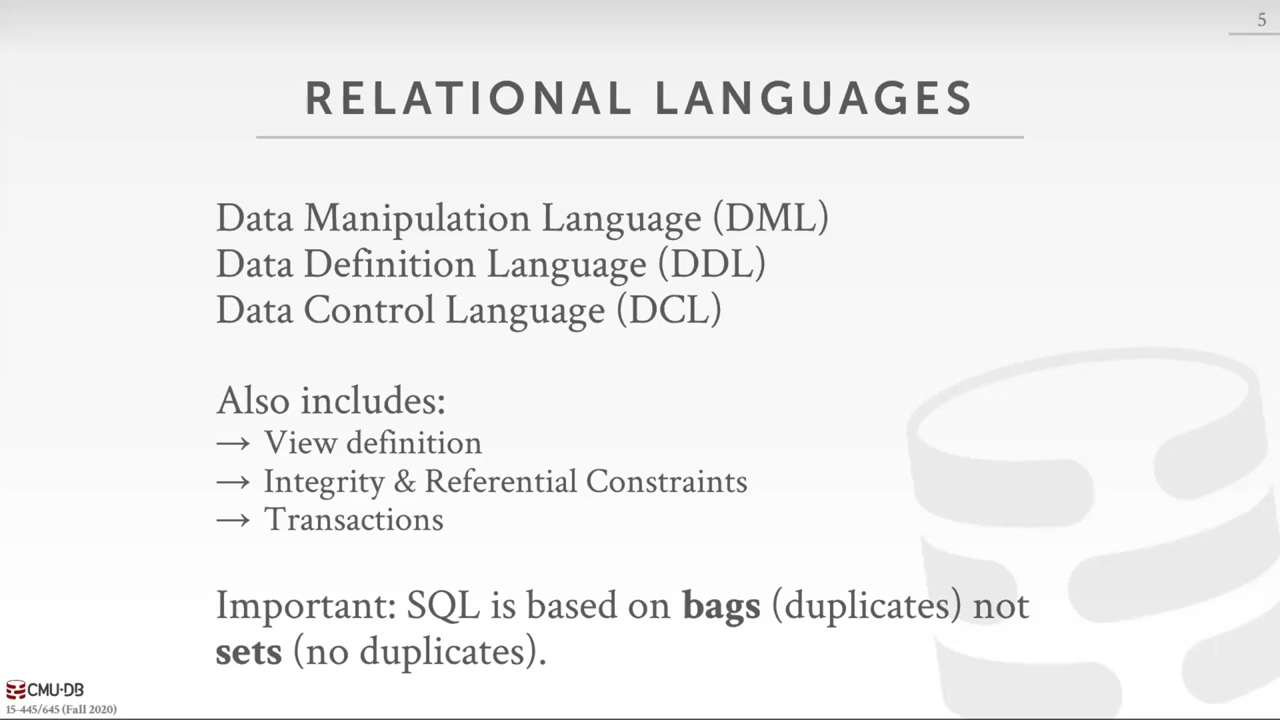 5
RELATIONAL LANGUAGES
Data Manipulation Language (DML)
Data Definition Language (DDL)
Data Control Language (DCL)
Also includes:
→ View definition
→ Integrity & Referential Constraints
→ Transactions
Important: SQL is based on bags (duplicates) not
sets (no duplicates).
CMU·DB
15-445/645 (Fall 2020)